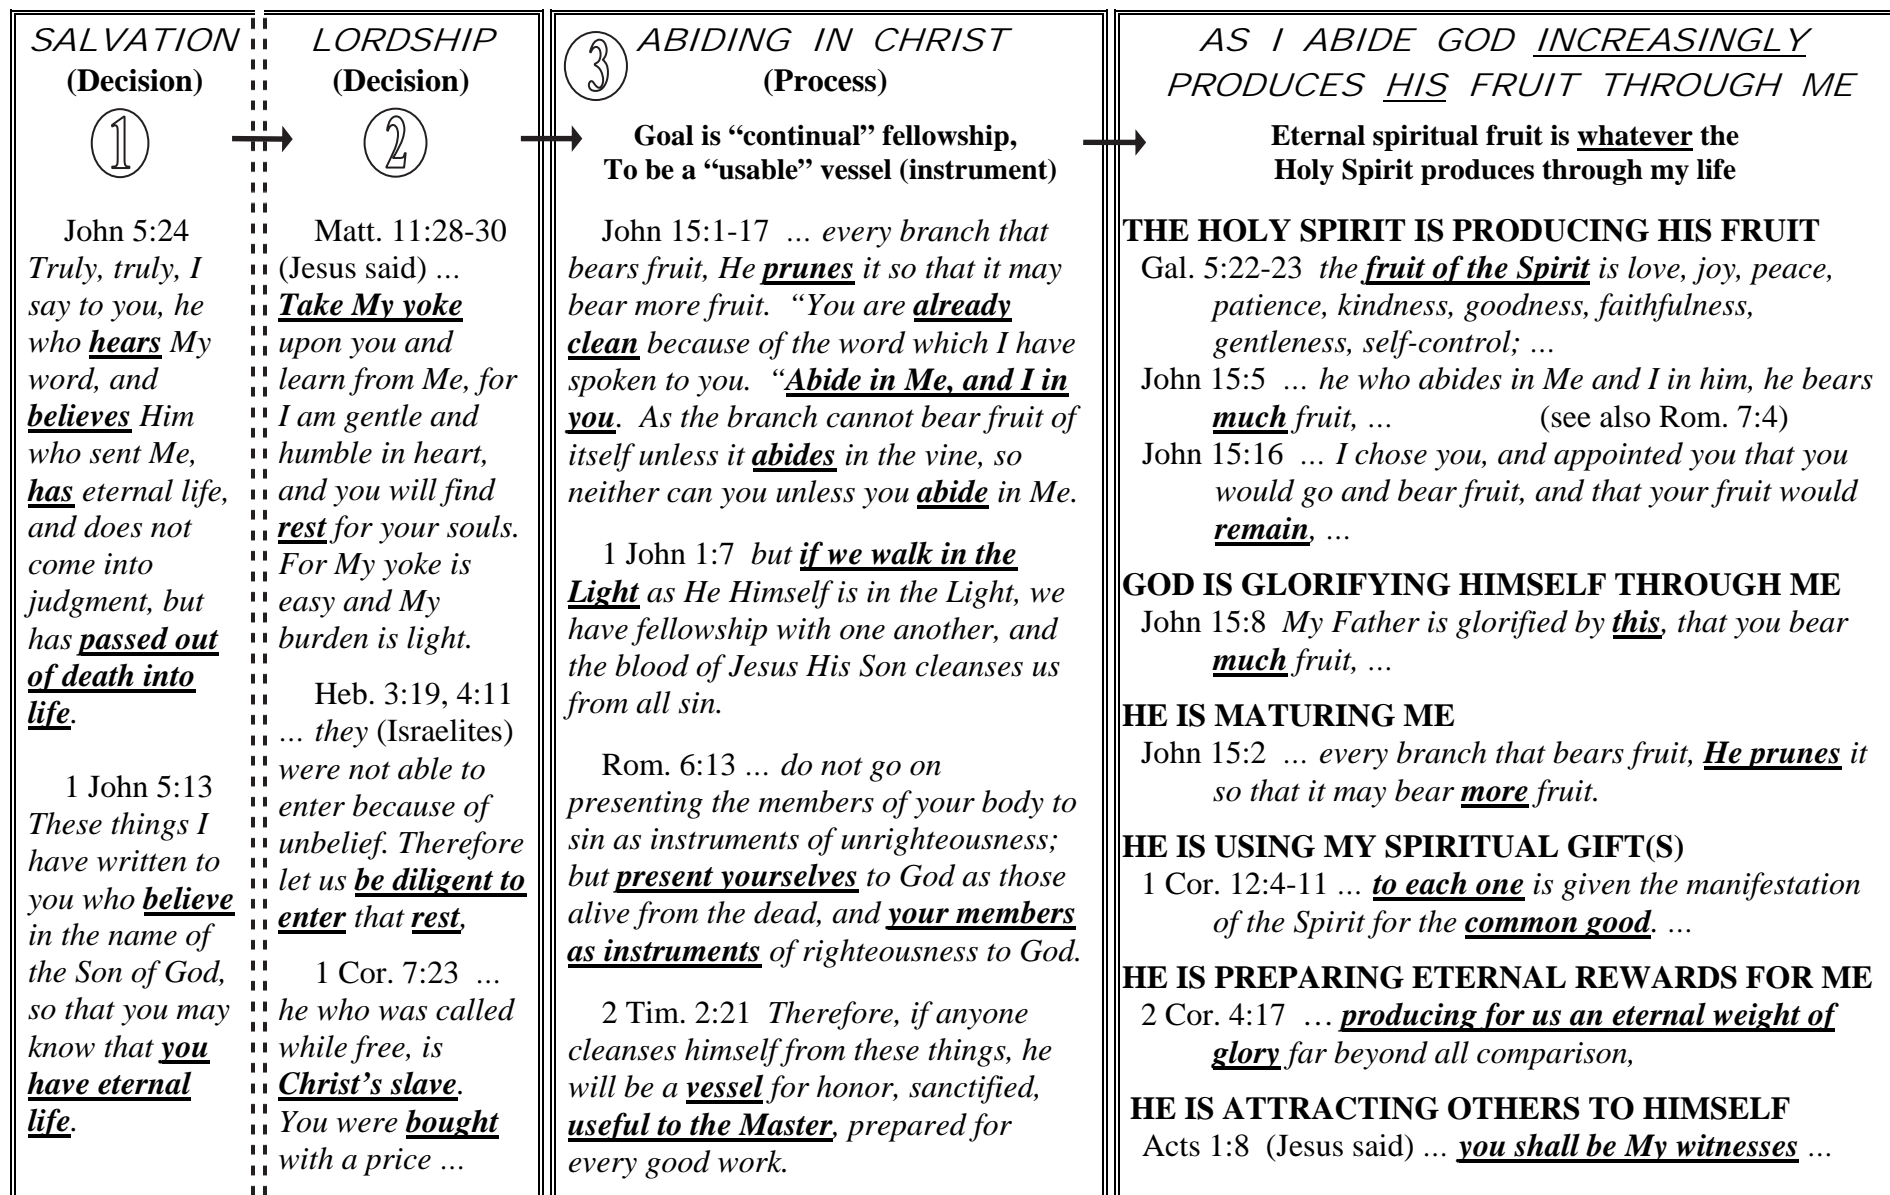 SALVATION
(Decision)
1
John 5:24
Truly, truly, I
say to you, he
who hears My
word, and
believes Him
who sent Me,
has eternal life,
and does not
come into
judgment, but
has passed out
of death into
life.
1 John 5:13
These things I
have written to
you who believe
in the name of
the Son of God,
so that you may
know that you
have eternal
life.
LORDSHIP
(Decision)
2
Matt. 11:28-30
(Jesus said) ...
Take My yoke
upon you and
learn from Me, for
I am gentle and
humble in heart,
and you will find
rest for your souls.
For My yoke is
easy and My
burden is light.
Heb. 3:19, 4:11
... they (Israelites)
were not able to
enter because of
unbelief. Therefore
let us be diligent to
enter that rest,
1 Cor. 7:23 ...
he who was called
while free, is
Christ's slave.
You were bought
with a price ...
3
ABIDING IN CHRIST
(Process)
Goal is “continual” fellowship,
To be a “usable” vessel (instrument)
John 15:1-17 ... every branch that
bears fruit, He prunes it so that it may
bear more fruit. “You are already
clean because of the word which I have
spoken to you. “Abide in Me, and I in
you. As the branch cannot bear fruit of
itself unless it abides in the vine, so
neither can you unless you abide in Me.
1 John 1:7 but if we walk in the
Light as He Himself is in the Light, we
have fellowship with one another, and
the blood of Jesus His Son cleanses us
from all sin.
Rom. 6:13 ... do not go on
presenting the members of your body to
sin as instruments of unrighteousness;
but present yourselves to God as those
alive from the dead, and your members
as instruments of righteousness to God.
2 Tim. 2:21 Therefore, if anyone
cleanses himself from these things, he
will be a vessel for honor, sanctified,
useful to the Master, prepared for
every good work.
AS I ABIDE GOD INCREASINGLY
PRODUCES HIS FRUIT THROUGH ME
Eternal spiritual fruit is whatever the
Holy Spirit produces through my life
THE HOLY SPIRIT IS PRODUCING HIS FRUIT
Gal. 5:22-23 the fruit of the Spirit is love, joy, peace,
patience, kindness, goodness, faithfulness,
gentleness, self-control; ...
John 15:5 ... he who abides in Me and I in him, he bears
much fruit, ... (see also Rom. 7:4)
John 15:16 ... I chose you, and appointed you that you
would go and bear fruit, and that your fruit would
remain, ...
GOD IS GLORIFYING HIMSELF THROUGH ME
John 15:8 My Father is glorified by this, that you bear
much fruit, ...
HE IS MATURING ME
John 15:2 ... every branch that bears fruit, He prunes it
so that it may bear more fruit.
HE IS USING MY SPIRITUAL GIFT(S)
1 Cor. 12:4-11 ... to each one is given the manifestation
of the Spirit for the common good. ...
HE IS PREPARING ETERNAL REWARDS FOR ME
2 Cor. 4:17 ... producing for us an eternal weight of
glory far beyond all comparison,
HE IS ATTRACTING OTHERS TO HIMSELF
Acts 1:8 (Jesus said) ... you shall be My witnesses ...